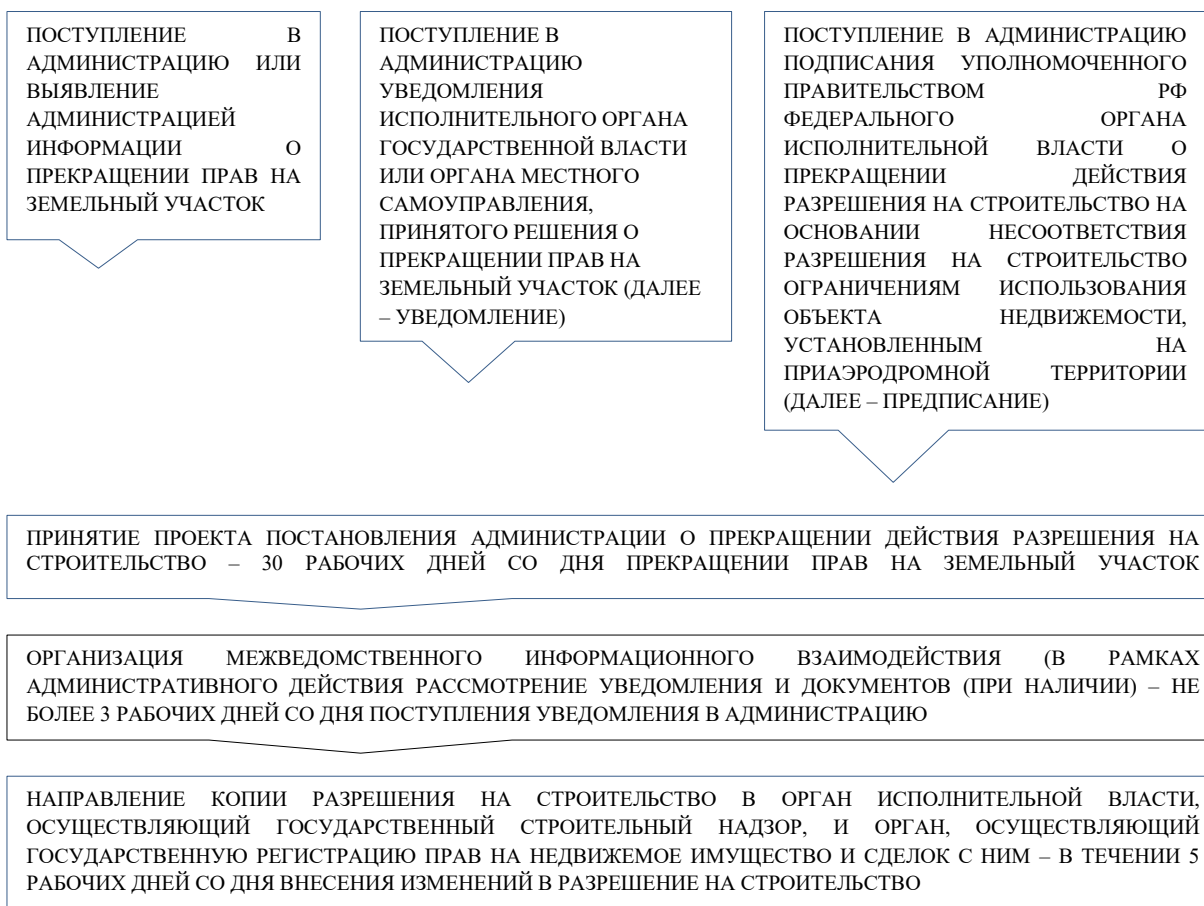 ПОСТУПЛЕНИЕ В
АДМИНИСТРАЦИЮ ИЛИ
ВЫЯВЛЕНИЕ
АДМИНИСТРАЦИЕЙ
ИНФОРМАЦИИ О
ПРЕКРАЩЕНИИ ПРАВ НА
ЗЕМЕЛЬНЫЙ УЧАСТОК
ПОСТУПЛЕНИЕ В
АДМИНИСТРАЦИЮ
УВЕДОМЛЕНИЯ
ИСПОЛНИТЕЛЬНОГО ОРГАНА
ГОСУДАРСТВЕННОЙ ВЛАСТИ
ИЛИ ОРГАНА МЕСТНОГО
САМОУПРАВЛЕНИЯ,
ПРИНЯТОГО РЕШЕНИЯ О
ПРЕКРАЩЕНИИ ПРАВ НА
ЗЕМЕЛЬНЫЙ УЧАСТОК (ДАЛЕЕ
– УВЕДОМЛЕНИЕ)
ПОСТУПЛЕНИЕ В АДМИНИСТРАЦИЮ
ПОДПИСАНИЯ УПОЛНОМОЧЕННОГО
ПРАВИТЕЛЬСТВОМ РФ
ФЕДЕРАЛЬНОГО ОРГАНА
ИСПОЛНИТЕЛЬНОЙ ВЛАСТИ О
ПРЕКРАЩЕНИИ ДЕЙСТВИЯ
РАЗРЕШЕНИЯ НА СТРОИТЕЛЬСТВО НА
ОСНОВАНИИ НЕСООТВЕТСТВИЯ
РАЗРЕШЕНИЯ НА СТРОИТЕЛЬСТВО
ОГРАНИЧЕНИЯМ ИСПОЛЬЗОВАНИЯ
ОБЪЕКТА НЕДВИЖЕМОСТИ,
УСТАНОВЛЕННЫМ НА
ПРИАЭРОДРОМНОЙ ТЕРРИТОРИИ
(ДАЛЕЕ – ПРЕДПИСАНИЕ)
ПРИНЯТИЕ ПРОЕКТА ПОСТАНОВЛЕНИЯ АДМИНИСТРАЦИИ О ПРЕКРАЩЕНИИ ДЕЙСТВИЯ РАЗРЕШЕНИЯ НА
СТРОИТЕЛЬСТВО – 30 РАБОЧИХ ДНЕЙ СО ДНЯ ПРЕКРАЩЕНИИ ПРАВ НА ЗЕМЕЛЬНЫЙ УЧАСТОК
ОРГАНИЗАЦИЯ МЕЖВЕДОМСТВЕННОГО ИНФОРМАЦИОННОГО ВЗАИМОДЕЙСТВИЯ (В РАМКАХ
АДМИНИСТРАТИВНОГО ДЕЙСТВИЯ РАССМОТРЕНИЕ УВЕДОМЛЕНИЯ И ДОКУМЕНТОВ (ПРИ НАЛИЧИИ) – НЕ
БОЛЕЕ 3 РАБОЧИХ ДНЕЙ СО ДНЯ ПОСТУПЛЕНИЯ УВЕДОМЛЕНИЯ В АДМИНИСТРАЦИЮ
НАПРАВЛЕНИЕ КОПИИ РАЗРЕШЕНИЯ НА СТРОИТЕЛЬСТВО В ОРГАН ИСПОЛНИТЕЛЬНОЙ ВЛАСТИ,
ОСУЩЕСТВЛЯЮЩИЙ ГОСУДАРСТВЕННЫЙ СТРОИТЕЛЬНЫЙ НАДЗОР, И ОРГАН, ОСУЩЕСТВЛЯЮЩИЙ
ГОСУДАРСТВЕННУЮ РЕГИСТРАЦИЮ ПРАВ НА НЕДВИЖЕМОЕ ИМУЩЕСТВО И СДЕЛОК С НИМ – В ТЕЧЕНИИ 5
РАБОЧИХ ДНЕЙ СО ДНЯ ВНЕСЕНИЯ ИЗМЕНЕНИЙ В РАЗРЕШЕНИЕ НА СТРОИТЕЛЬСТВО